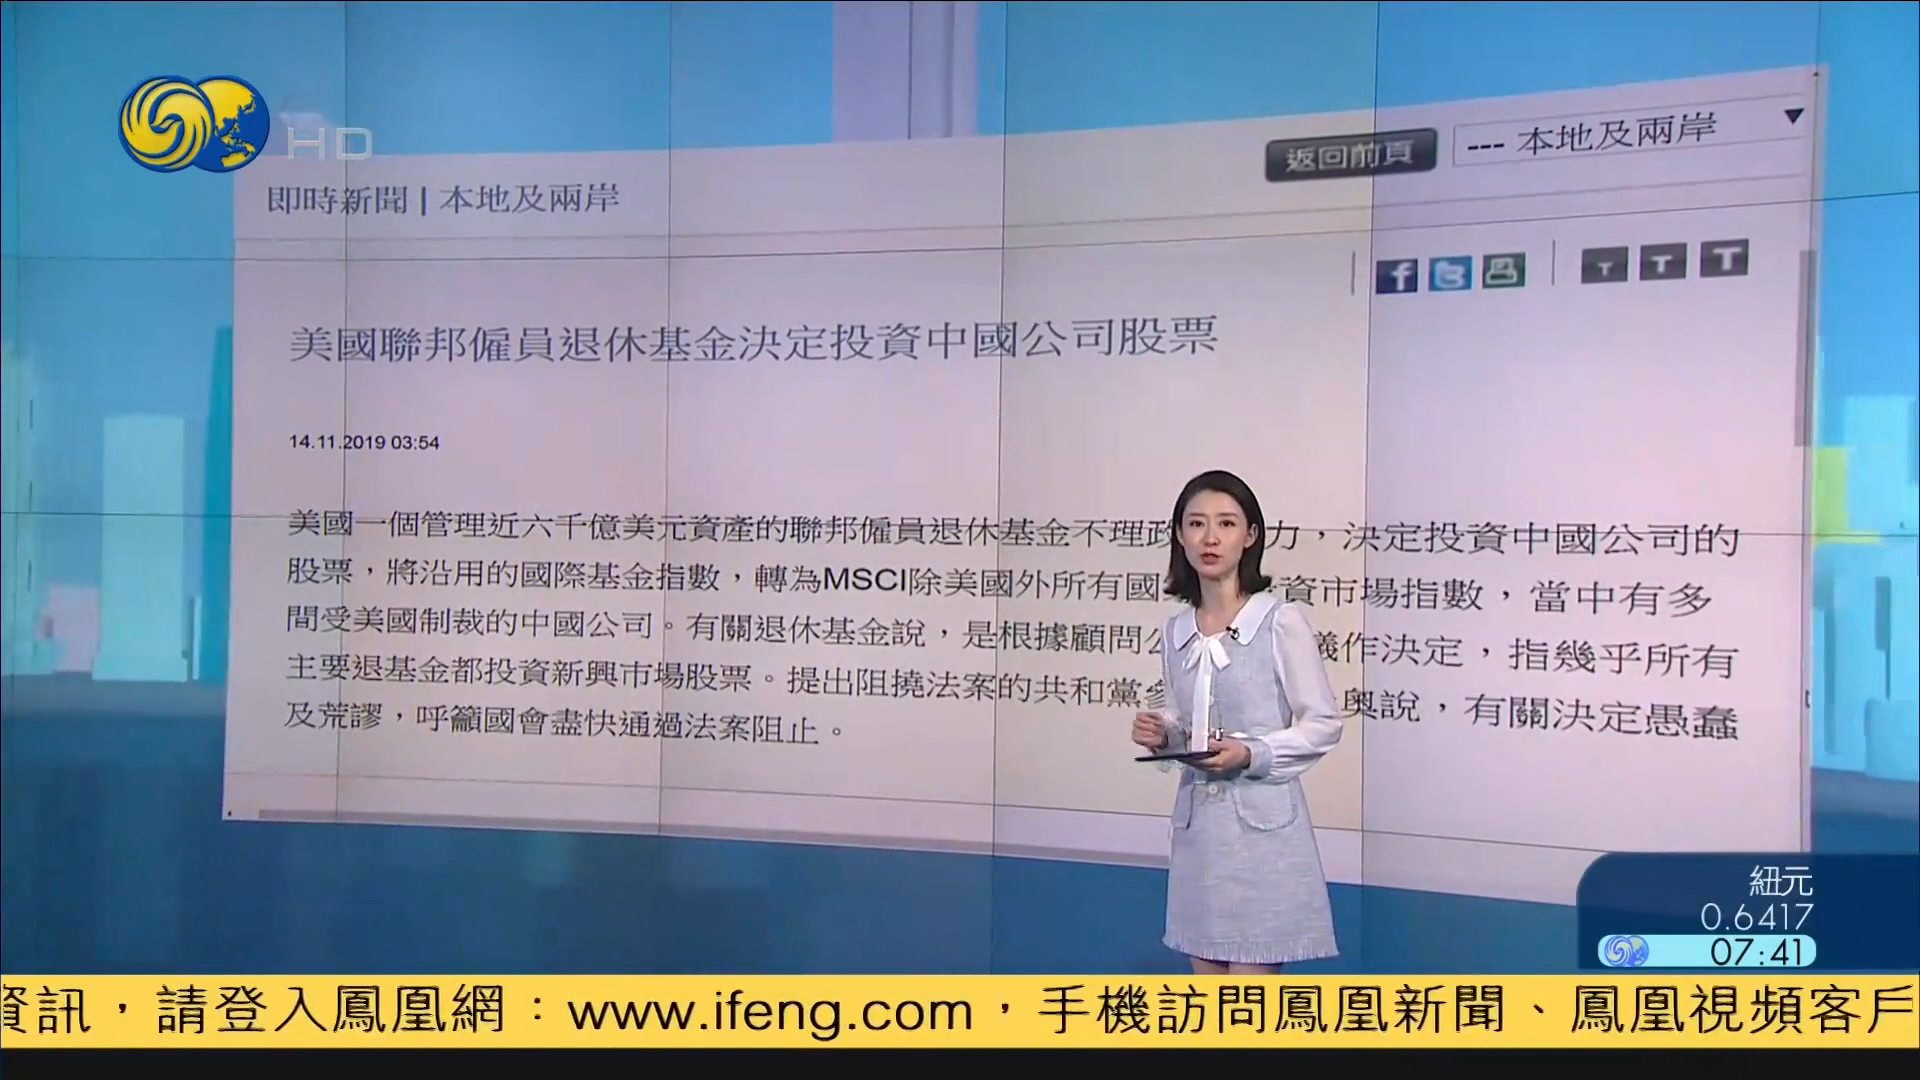 HD
返回前頁
--- 本地及兩岸
即時新聞 | 本地及兩岸
f
T T T
美國聯邦僱員退休基金決定投資中國公司股票
14.11.2019 03:54
美國一個管理近六千億美元資產的聯邦僱員退休基金不理政 力，決定投資中國公司的
股票，將沿用的國際基金指數，轉為MSCI除美國外所有國 資市場指數，當中有多
間受美國制裁的中國公司。有關退休基金說，是根據顧問公 議作決定，指幾乎所有
主要退基金都投資新興市場股票。提出阻撓法案的共和黨參 奧說，有關決定愚蠢
及荒謬，呼籲國會盡快通過法案阻止。
紐元
0.6417
07:41
資訊，請登入鳳凰網：www.ifeng.com，手機訪問鳳凰新聞、鳳凰視頻客戶